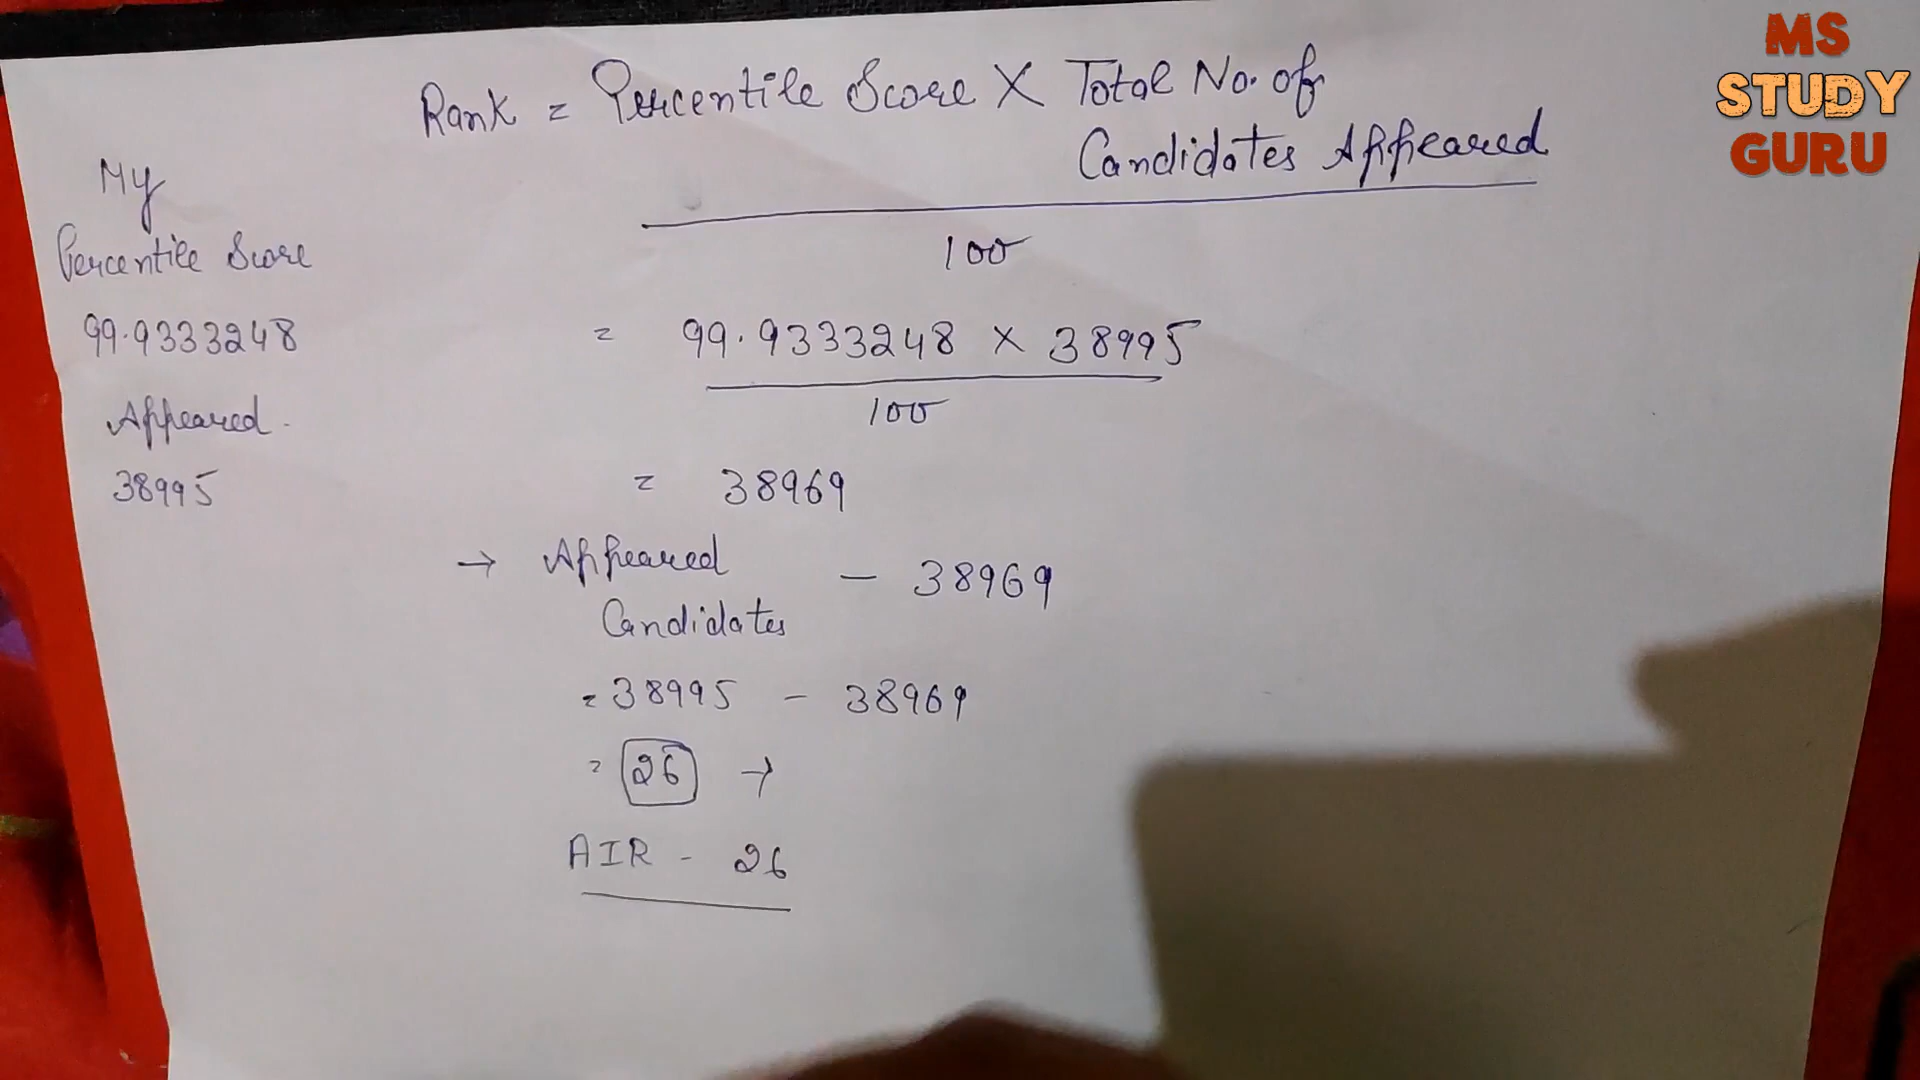 MS
STUDY
GURU
Rank = Percentile Score X Total No. of
Candidates Appeared
100
My
Percentile Score
99.9333248
Appeared.
38995
= 99.9333248 X 38995
100
= 38969
→ Appeared
Candidates - 38969
= 38995 - 38969
= 26 →
AIR - 26